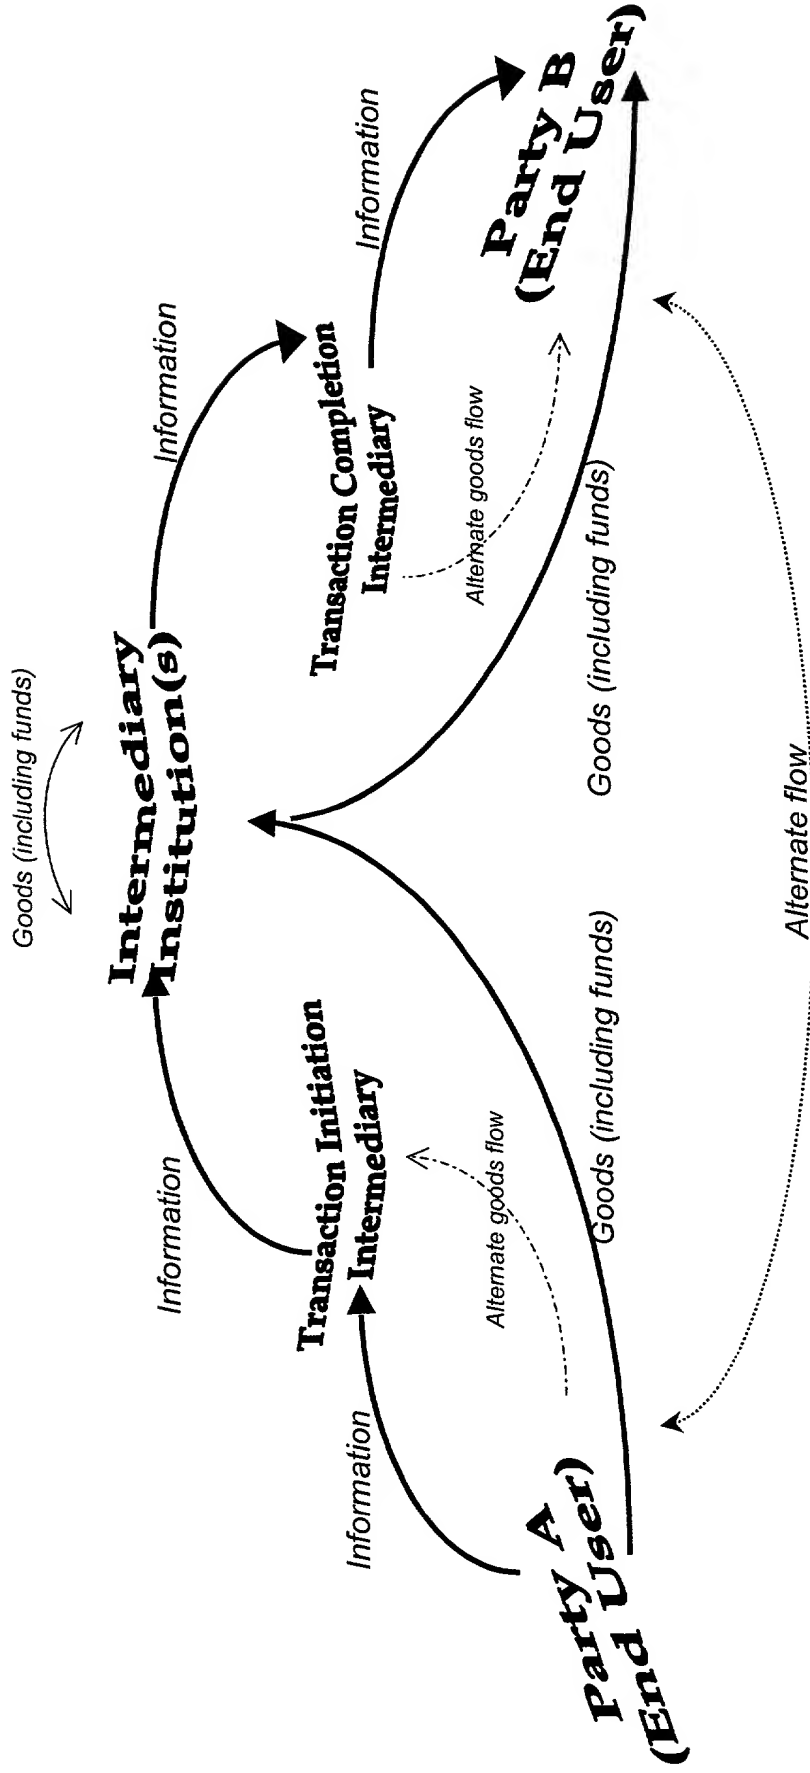 Goods (including funds)
Intermediary
Institution(s)
Information
Information
Transaction Initiation
Intermediary
Transaction Completion
Intermediary
Information
Information
Alternate goods flow
Alternate goods flow
Party A
(End User)
Party B
(End User)
Goods (including funds)
Goods (including funds)
Alternate flow